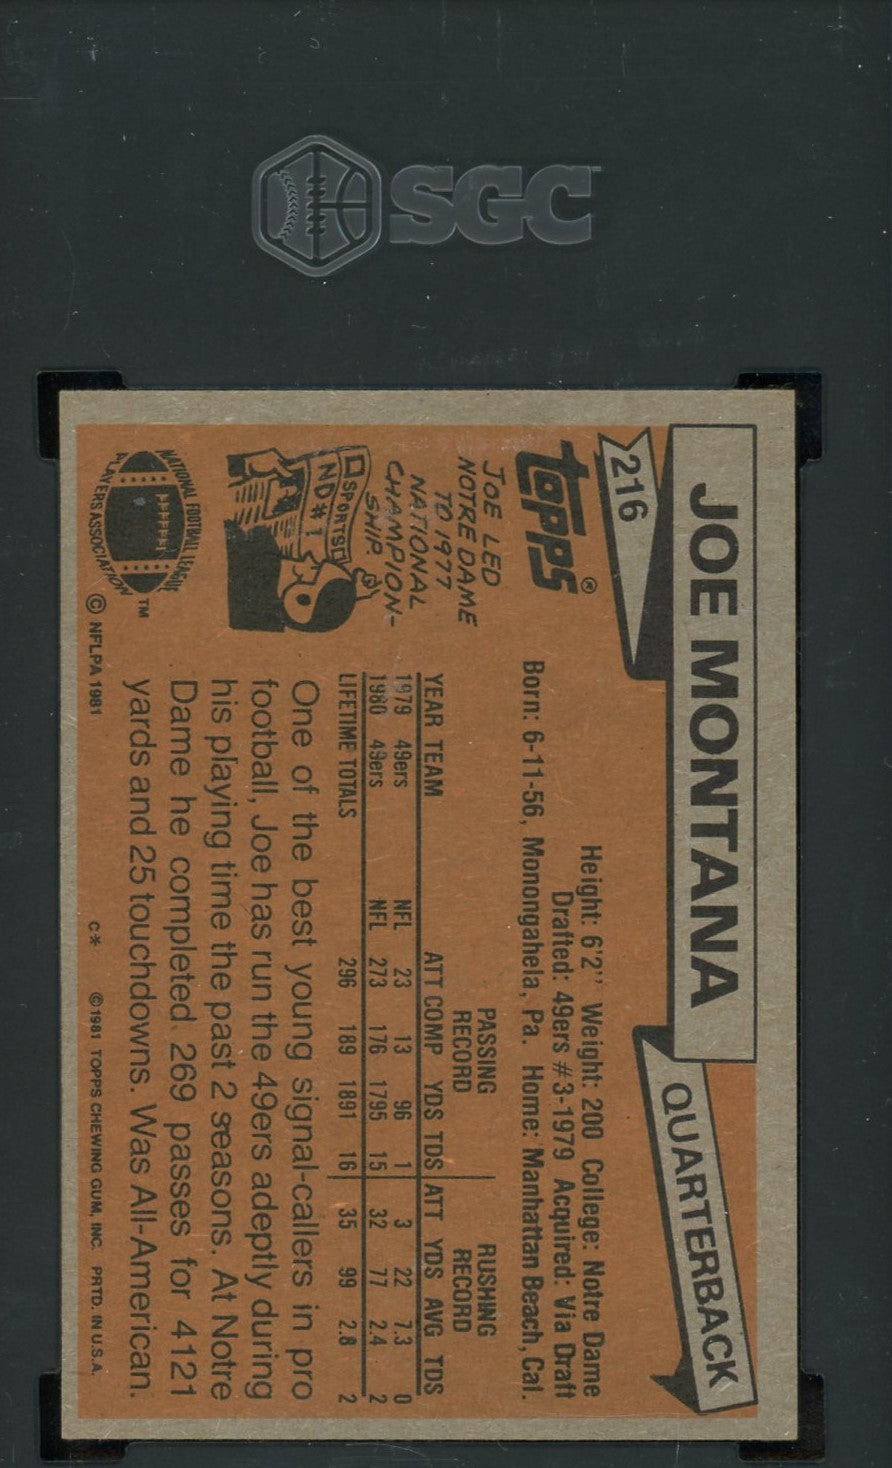 SGC
JOE MONTANA
QUARTERBACK
216
topps®
Height: 6'2" Weight: 200 College: Notre Dame
Drafted: 49ers #3-1979 Acquired: Via Draft
Born: 6-11-56, Monongahela, Pa. Home: Manhattan Beach, Cal.
JOE LED
NOTRE DAME
TO 1977
NATIONAL
CHAMPION-
SHIP
SPORTS
ND #1
PASSING RUSHING
RECORD RECORD
YEAR TEAM ATT COMP YDS TDS ATT YDS AVG TDS
1979 49ers NFL 23 13 96 1 3 22 7.3 0
1980 49ers NFL 273 176 1795 15 32 77 2.4 2
LIFETIME TOTALS 296 189 1891 16 35 99 2.8 2
One of the best young signal-callers in pro
football, Joe has run the 49ers adeptly during
his playing time the past 2 seasons. At Notre
Dame he completed 269 passes for 4121
yards and 25 touchdowns. Was All-American.
NATIONAL FOOTBALL LEAGUE
PLAYERS ASSOCIATION
TM
© NFLPA 1981
C* ©1981 TOPPS CHEWING GUM, INC. PRTD. IN U.S.A.